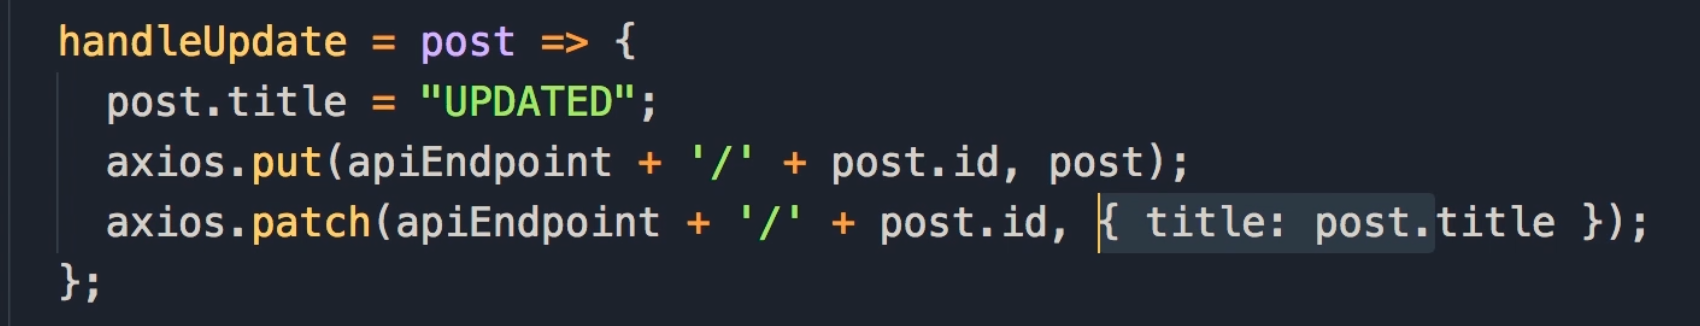 handleUpdate = post => {
post.title = "UPDATED";
axios.put(apiEndpoint + '/' + post.id, post);
axios.patch(apiEndpoint + '/' + post.id, { title: post.title });
};